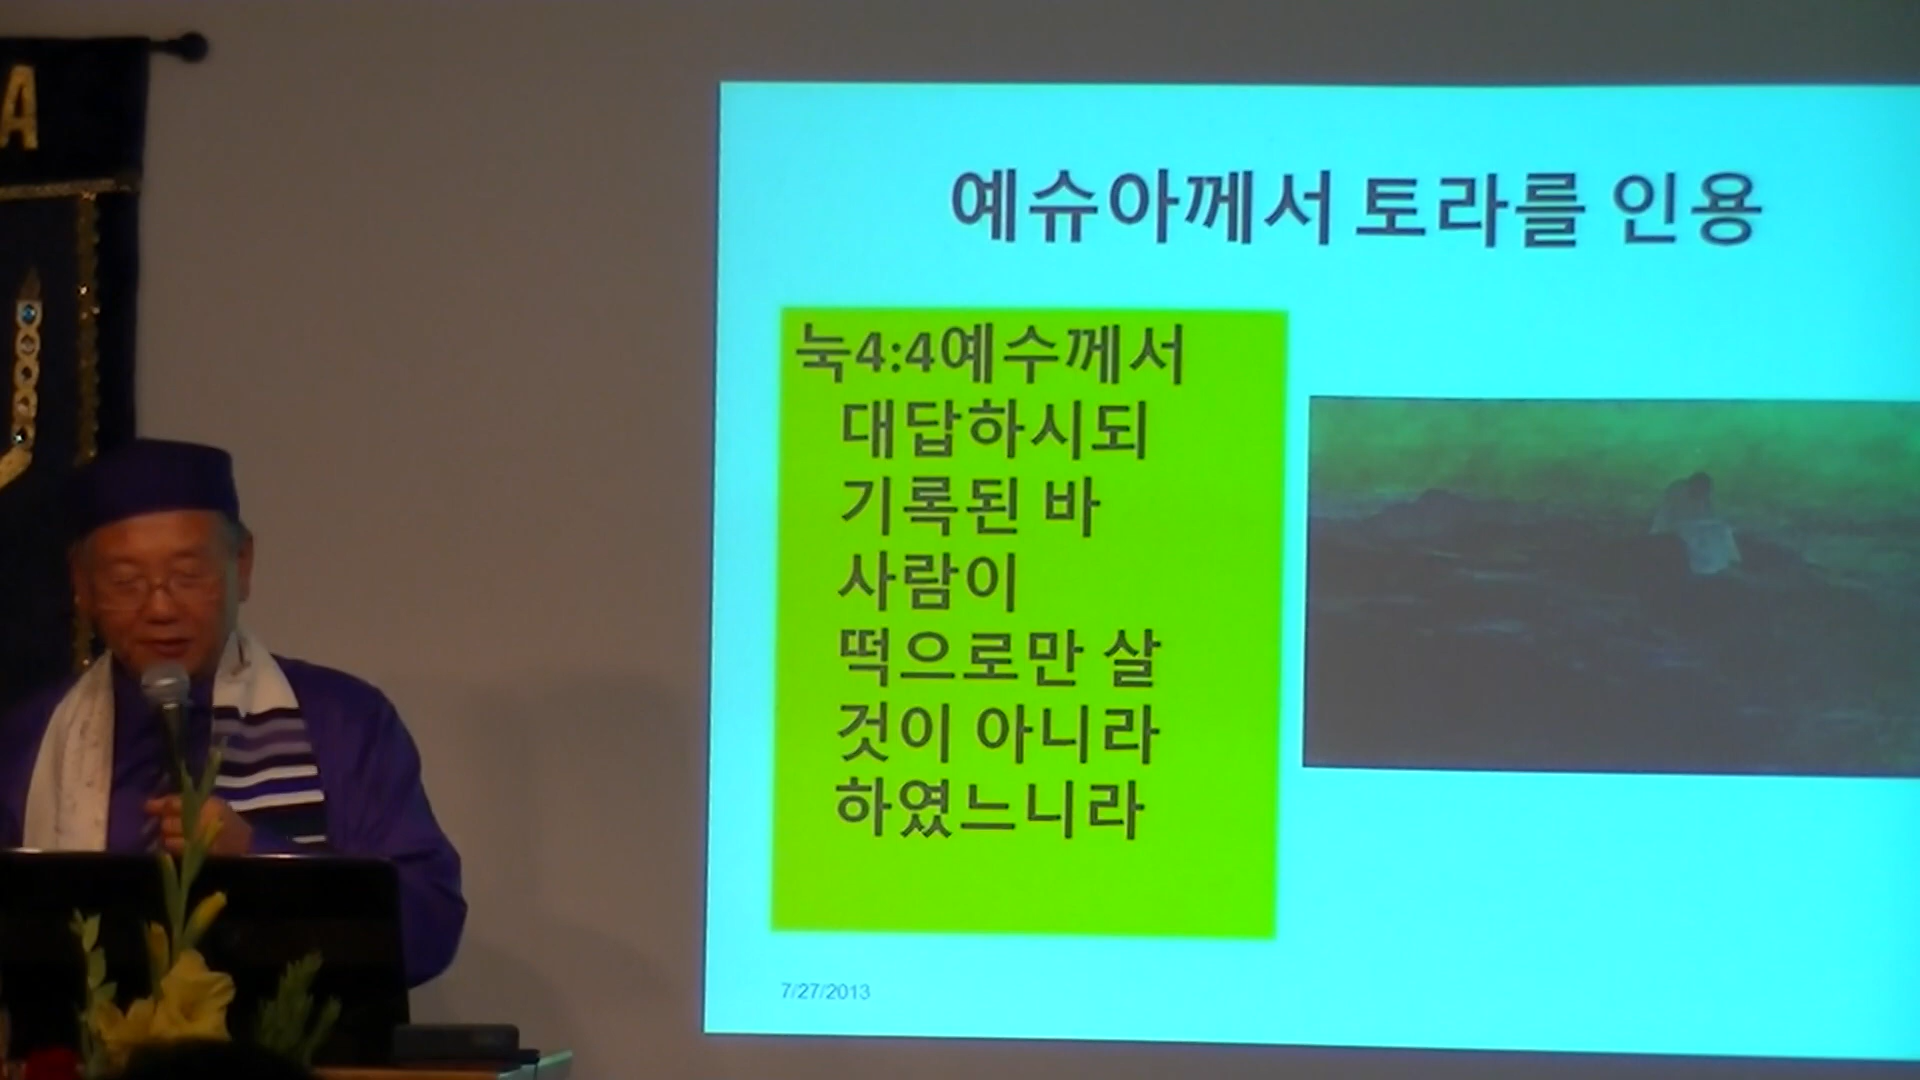 A
예슈아께서 토라를 인용
눅4:4예수께서
대답하시되
기록된 바
사람이
떡으로만 살
것이 아니라
하였느니라
7/27/2013